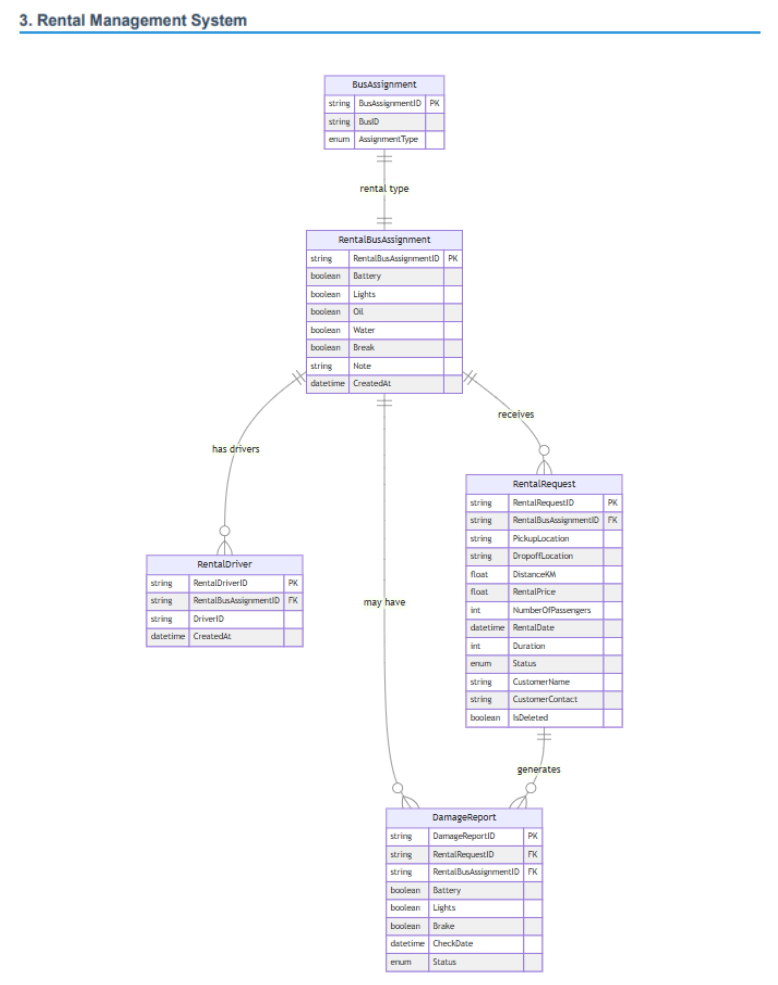 3. Rental Management System
BusAssignment
string BusAssignmentID PK
string BusID
enum AssignmentType
rental type
RentalBusAssignment
string RentalBusAssignmentID PK
boolean Battery
boolean Lights
boolean Oil
boolean Water
boolean Break
string Note
datetime CreatedAt
receives
has drivers
RentalRequest
string RentalRequestID PK
string RentalBusAssignmentID FK
string PickupLocation
string DropoffLocation
float DistanceKM
float RentalPrice
int NumberOfPassengers
datetime RentalDate
int Duration
enum Status
string CustomerName
string CustomerContact
boolean IsDeleted
RentalDriver
string RentalDriverID PK
string RentalBusAssignmentID FK
string DriverID
datetime CreatedAt
may have
generates
DamageReport
string DamageReportID PK
string RentalRequestID FK
string RentalBusAssignmentID FK
boolean Battery
boolean Lights
boolean Brake
datetime CheckDate
enum Status